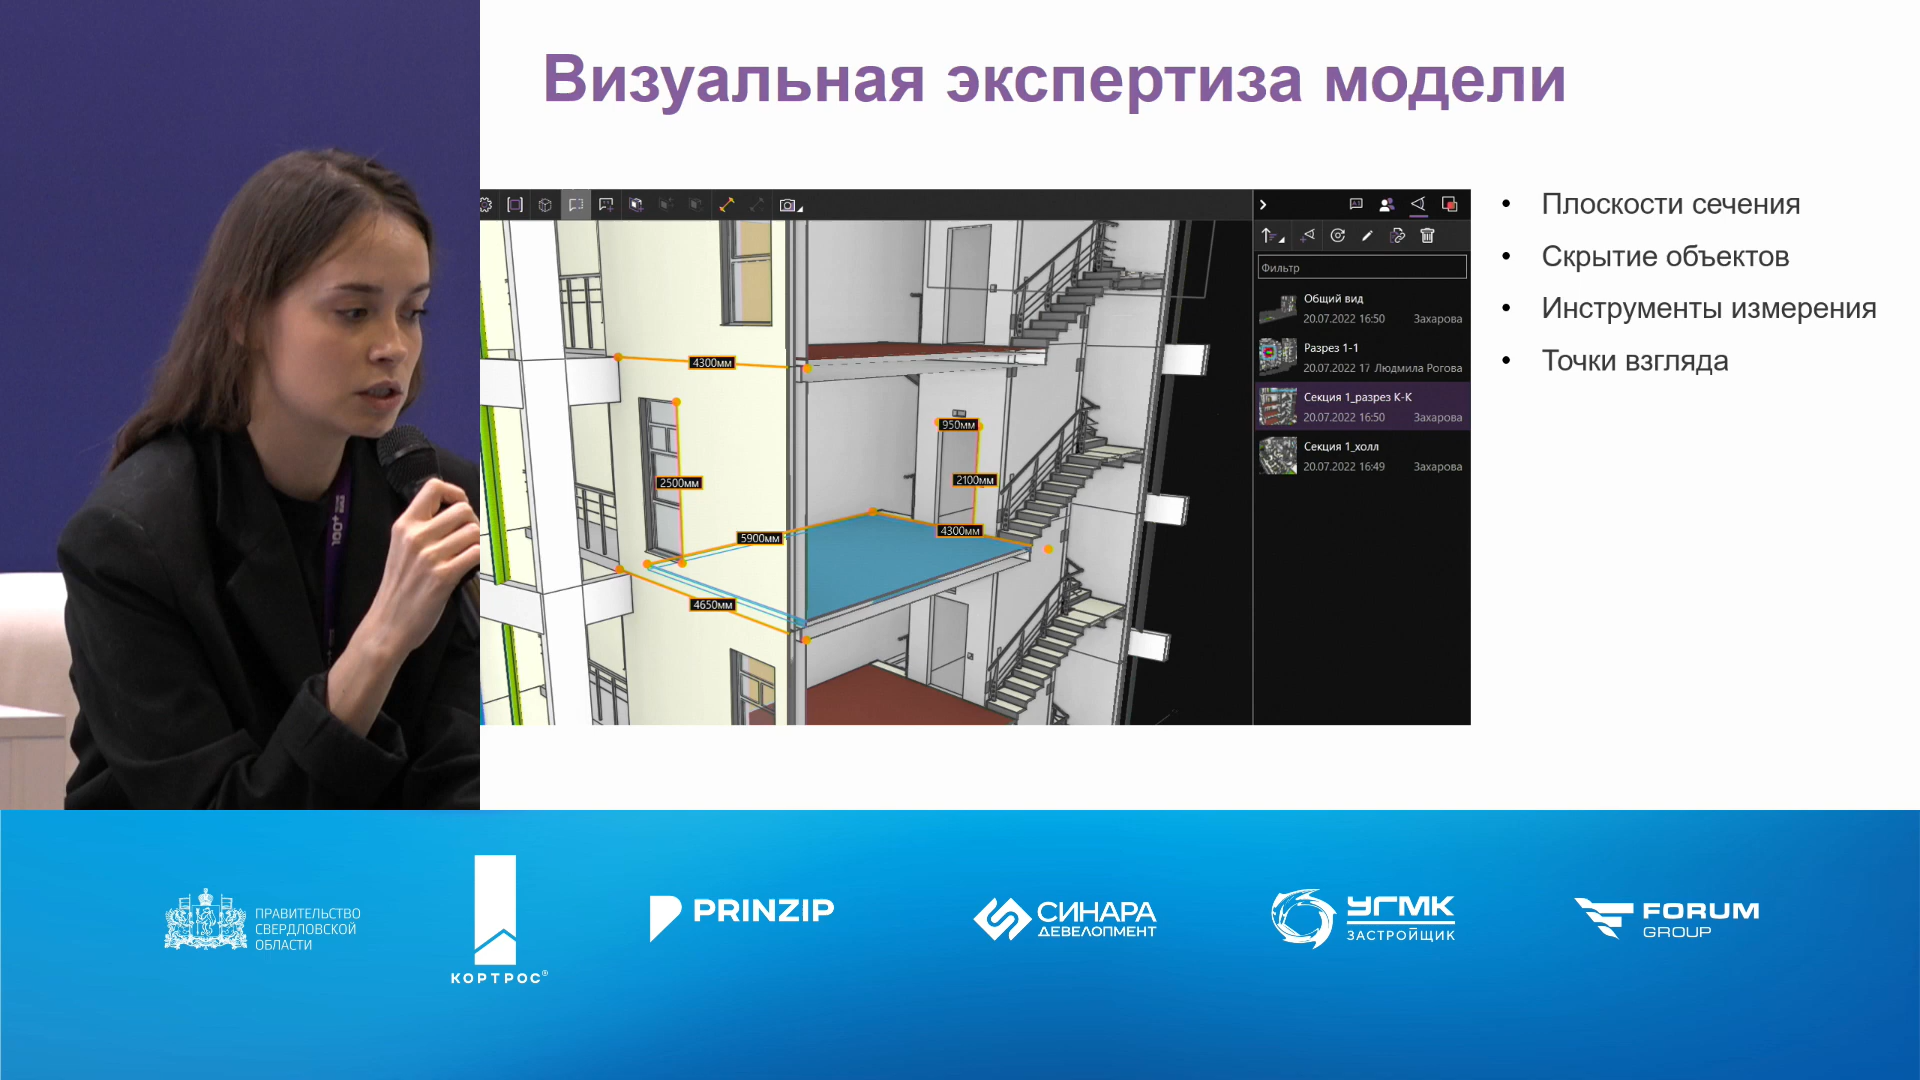 Визуальная экспертиза модели
Плоскости сечения
Скрытие объектов
Инструменты измерения
Точки взгляда
Фильтр
Общий вид
20.07.2022 16:50 Захарова
Разрез 1-1
20.07.2022 17 Людмила Рогова
Секция 1_разрез К-К
20.07.2022 16:50 Захарова
Секция 1_холл
20.07.2022 16:49 Захарова
4300мм
950мм
2500мм
2100мм
5900мм
4300мм
4650мм
100+
ПРАВИТЕЛЬСТВО
СВЕРДЛОВСКОЙ
ОБЛАСТИ
КОРТРОС®
PRINZIP
СИНАРА
ДЕВЕЛОПМЕНТ
УГМК
ЗАСТРОЙЩИК
FORUM
GROUP